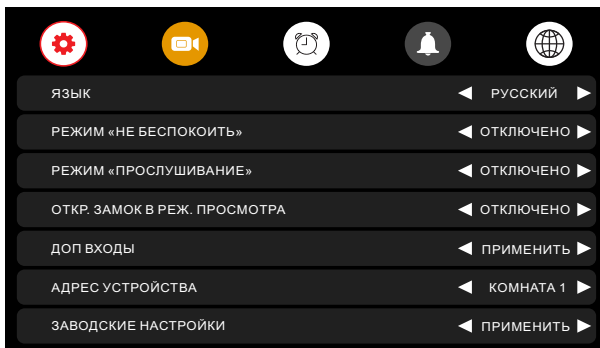 ЯЗЫК РУССКИЙ
РЕЖИМ «НЕ БЕСПОКОИТЬ» ОТКЛЮЧЕНО
РЕЖИМ «ПРОСЛУШИВАНИЕ» ОТКЛЮЧЕНО
ОТКР. ЗАМОК В РЕЖ. ПРОСМОТРА ОТКЛЮЧЕНО
ДОП ВХОДЫ ПРИМЕНИТЬ
АДРЕС УСТРОЙСТВА КОМНАТА 1
ЗАВОДСКИЕ НАСТРОЙКИ ПРИМЕНИТЬ